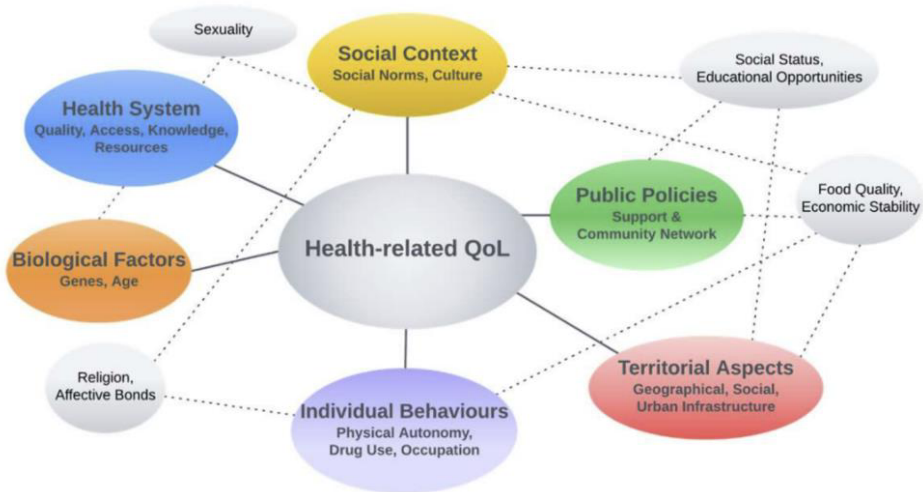 Sexuality
Social Context
Social Norms, Culture
Social Status,
Educational Opportunities
Health System
Quality, Access, Knowledge,
Resources
Public Policies
Support &
Community Network
Food Quality,
Economic Stability
Health-related QoL
Biological Factors
Genes, Age
Religion,
Affective Bonds
Individual Behaviours
Physical Autonomy,
Drug Use, Occupation
Territorial Aspects
Geographical, Social,
Urban Infrastructure